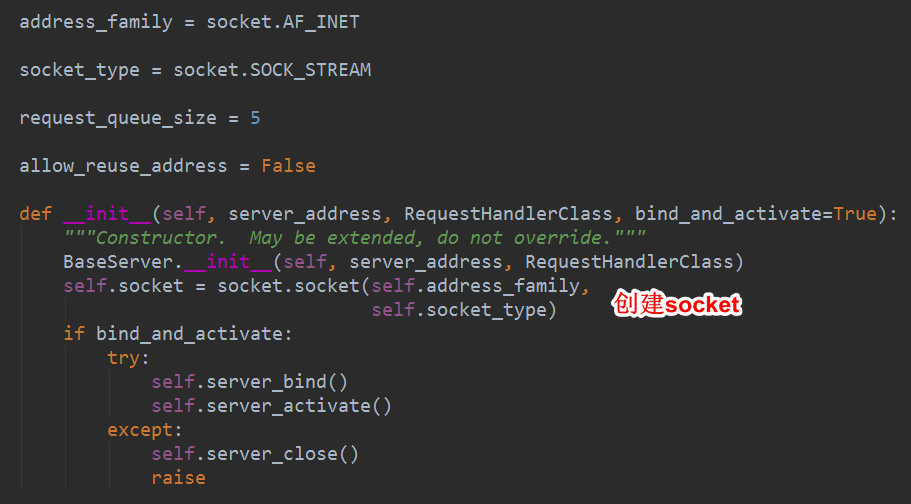 address_family = socket.AF_INET
socket_type = socket.SOCK_STREAM
request_queue_size = 5
allow_reuse_address = False
def __init__(self, server_address, RequestHandlerClass, bind_and_activate=True):
"""Constructor.  May be extended, do not override."""
BaseServer.__init__(self, server_address, RequestHandlerClass)
self.socket = socket.socket(self.address_family,
self.socket_type)
创建socket
if bind_and_activate:
try:
self.server_bind()
self.server_activate()
except:
self.server_close()
raise